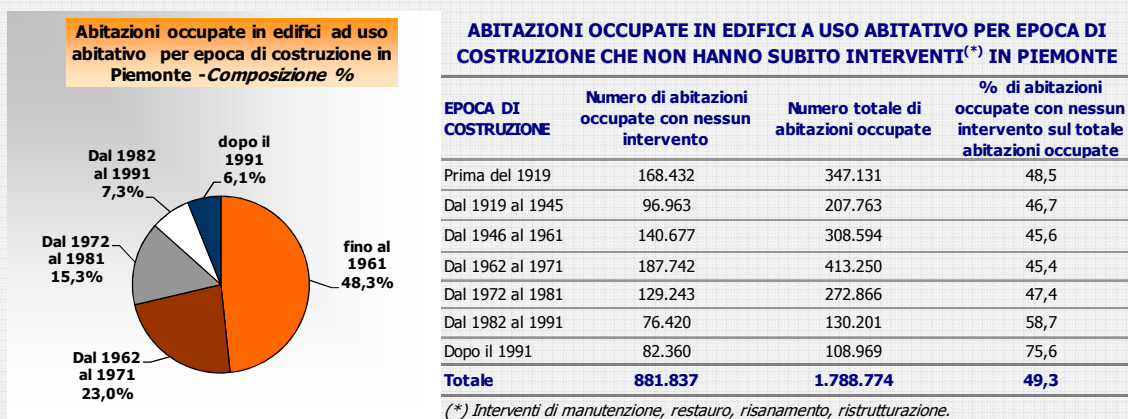 Abitazioni occupate in edifici ad uso
abitativo per epoca di costruzione in
Piemonte -Composizione %
dopo il
1991
6,1%
Dal 1982
al 1991
7,3%
Dal 1972
al 1981
15,3%
fino al
1961
48,3%
Dal 1962
al 1971
23,0%
ABITAZIONI OCCUPATE IN EDIFICI A USO ABITATIVO PER EPOCA DI
COSTRUZIONE CHE NON HANNO SUBITO INTERVENTI(*) IN PIEMONTE
EPOCA DI
COSTRUZIONE
Numero di abitazioni
occupate con nessun
intervento
Numero totale di
abitazioni occupate
% di abitazioni
occupate con nessun
intervento sul totale
abitazioni occupate
Prima del 1919 168.432 347.131 48,5
Dal 1919 al 1945 96.963 207.763 46,7
Dal 1946 al 1961 140.677 308.594 45,6
Dal 1962 al 1971 187.742 413.250 45,4
Dal 1972 al 1981 129.243 272.866 47,4
Dal 1982 al 1991 76.420 130.201 58,7
Dopo il 1991 82.360 108.969 75,6
Totale 881.837 1.788.774 49,3
(*) Interventi di manutenzione, restauro, risanamento, ristrutturazione.